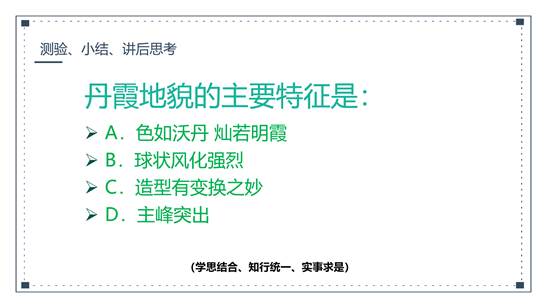 测验、小结、讲后思考
丹霞地貌的主要特征是：
A．色如沃丹 灿若明霞
B．球状风化强烈
C．造型有变换之妙
D．主峰突出
(学思结合、知行统一、实事求是)